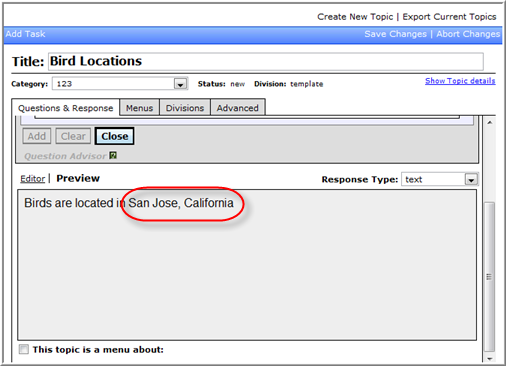 Create New Topic | Export Current Topics
Add Task Save Changes | Abort Changes
Title: Bird Locations
Category: 123 Status: new Division: template Show Topic details
Questions & Response Menus Divisions Advanced
Add Clear Close
Question Advisor ?
Editor | Preview Response Type: text
Birds are located in San Jose, California
This topic is a menu about: